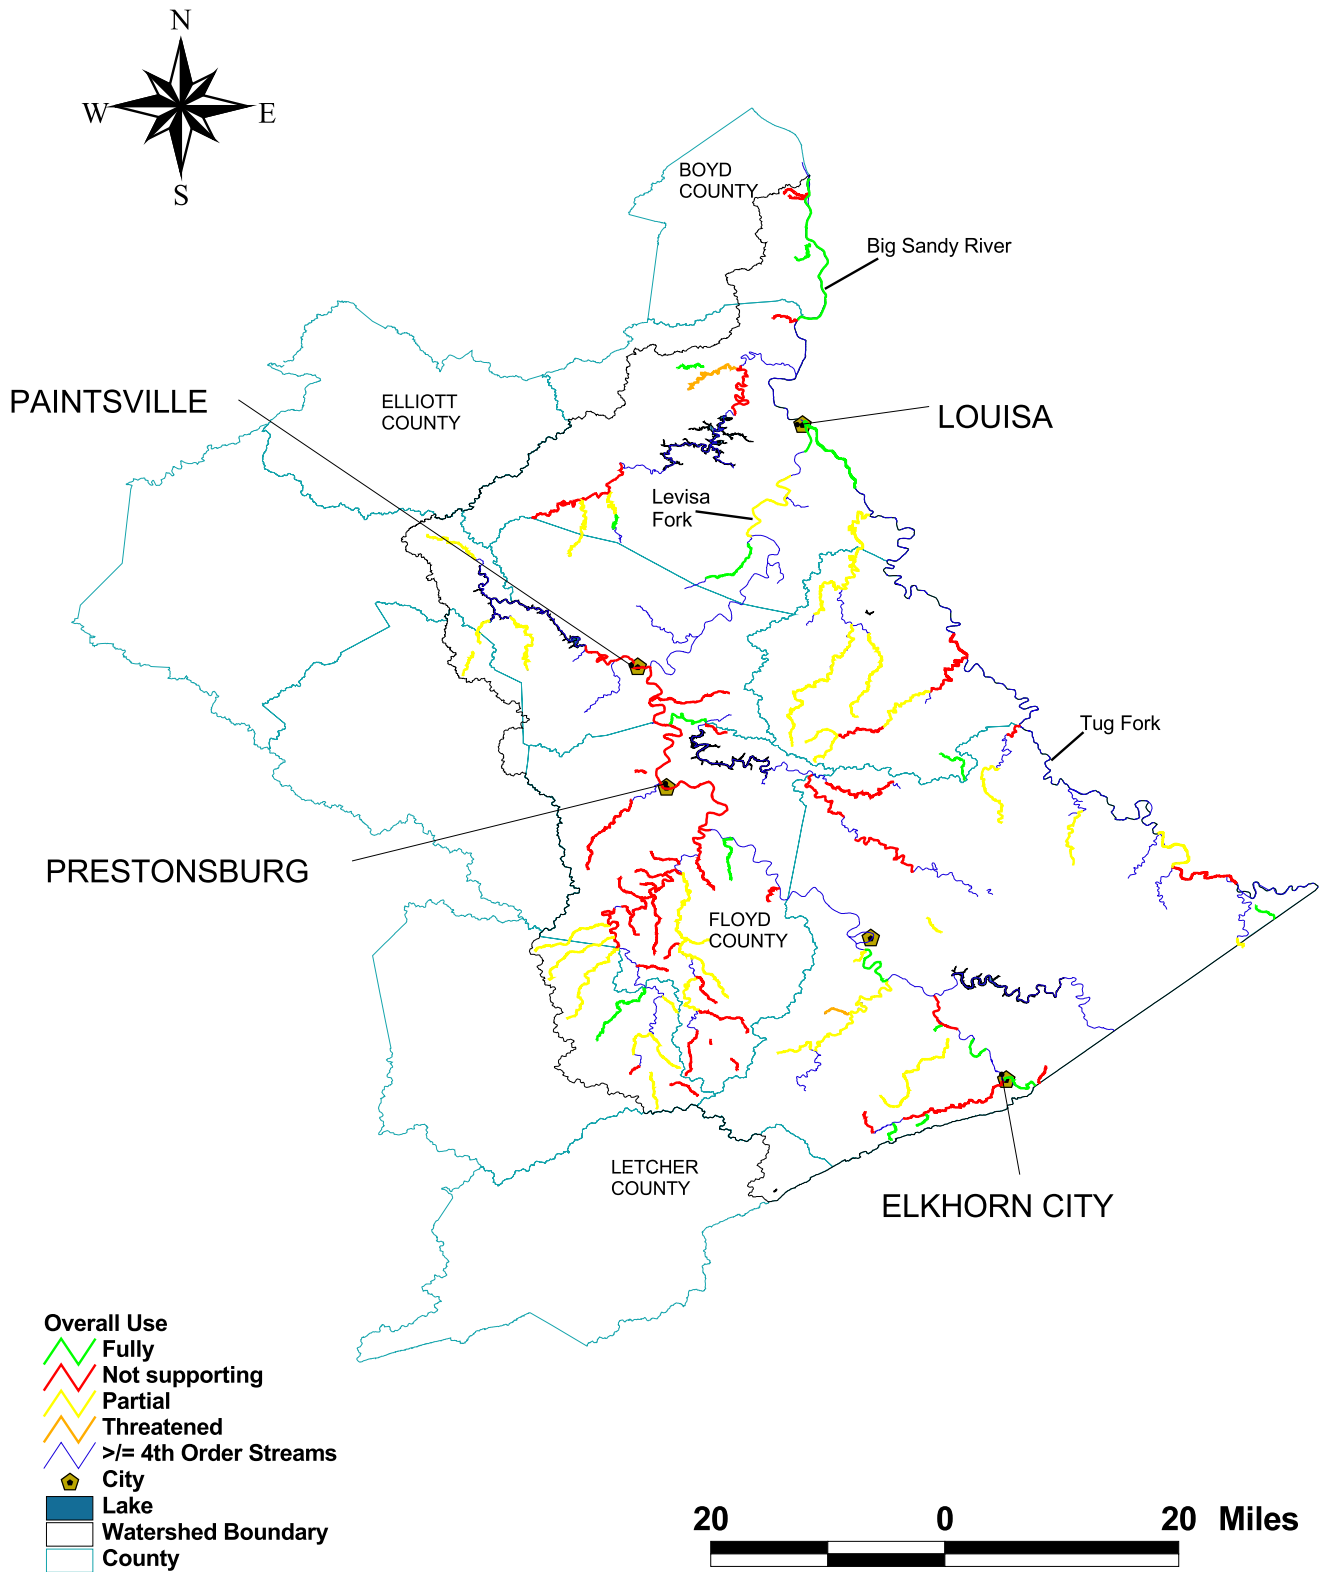 N
W
E
S
BOYD
COUNTY
Big Sandy River
PAINTSVILLE
ELLIOTT
COUNTY
LOUISA
Levisa
Fork
Tug Fork
PRESTONSBURG
FLOYD
COUNTY
LETCHER
COUNTY
ELKHORN CITY
Overall Use
Fully
Not supporting
Partial
Threatened
>/= 4th Order Streams
City
Lake
Watershed Boundary
County
20 0 20 Miles